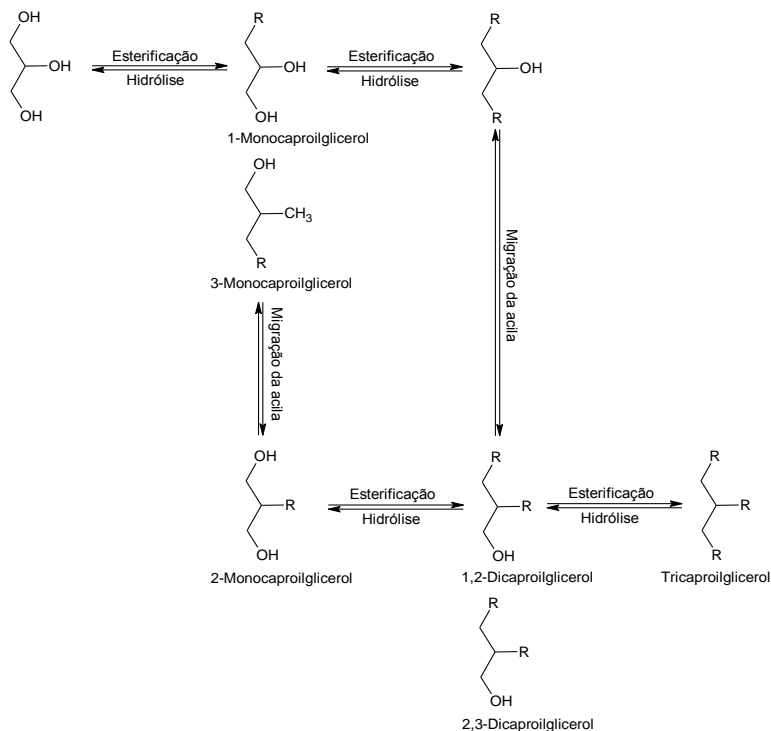 OH
OH
OH
Esterificação
Hidrólise
R
OH
OH
1-Monocaproilglicerol
Esterificação
Hidrólise
R
OH
R
OH
CH3
R
3-Monocaproilglicerol
Migração da acila
Migração da acila
OH
R
OH
2-Monocaproilglicerol
Esterificação
Hidrólise
R
R
OH
1,2-Dicaproilglicerol
Esterificação
Hidrólise
R
R
R
Tricaproilglicerol
R
R
OH
2,3-Dicaproilglicerol